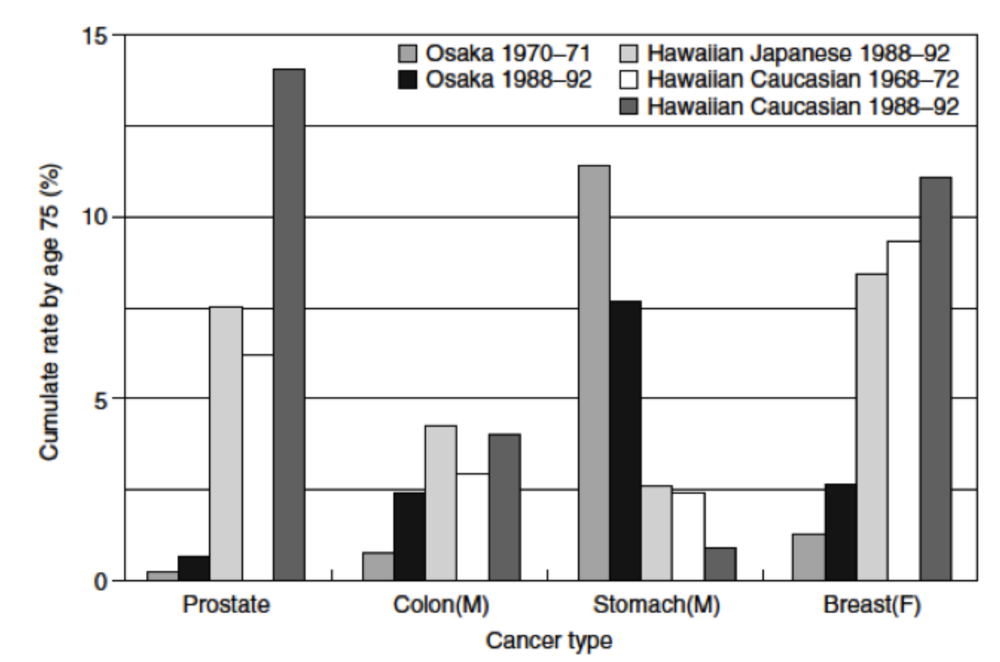 15
10
5
0
Cumulate rate by age 75 (%)
Osaka 1970–71
Osaka 1988–92
Hawaiian Japanese 1988–92
Hawaiian Caucasian 1968–72
Hawaiian Caucasian 1988–92
Prostate
Colon(M)
Stomach(M)
Breast(F)
Cancer type